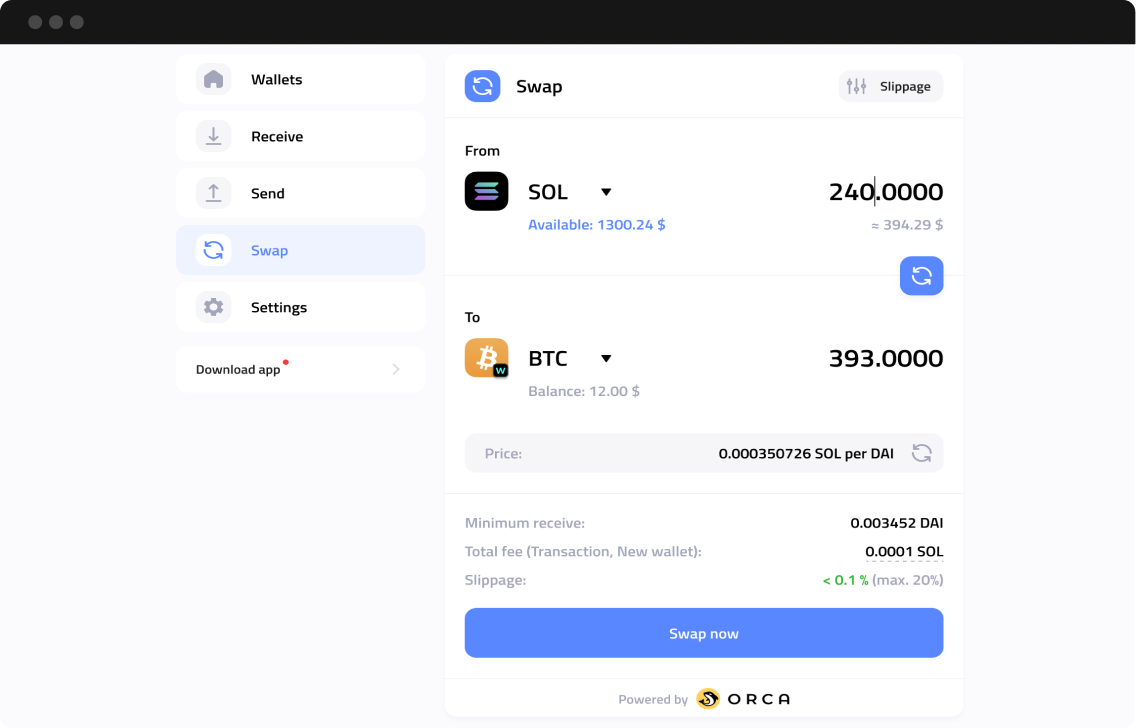 Wallets
Receive
Send
Swap
Settings
Download app
Swap
Slippage
From
SOL
240.0000
Available: 1300.24 $
≈ 394.29 $
To
W
BTC
393.0000
Balance: 12.00 $
Price:
0.000350726 SOL per DAI
Minimum receive:
0.003452 DAI
Total fee (Transaction, New wallet):
0.0001 SOL
Slippage:
< 0.1 % (max. 20%)
Swap now
Powered by ORCA